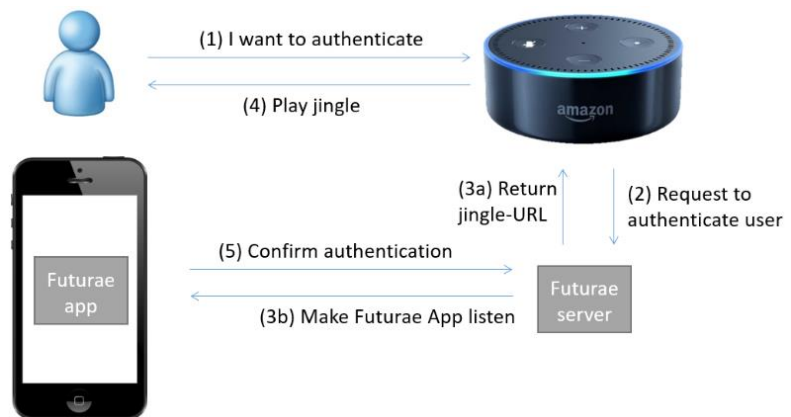 (1) I want to authenticate
(4) Play jingle
amazon
(3a) Return
jingle-URL
(2) Request to
authenticate user
(5) Confirm authentication
Futurae
app
(3b) Make Futurae App listen
Futurae
server